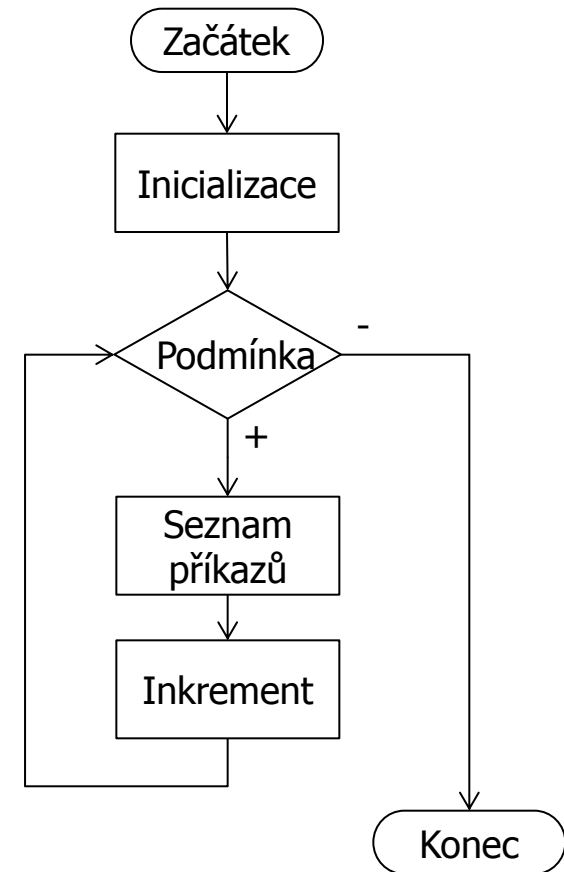 Začátek
Inicializace
Podmínka
-
+
Seznam
příkazů
Inkrement
Konec